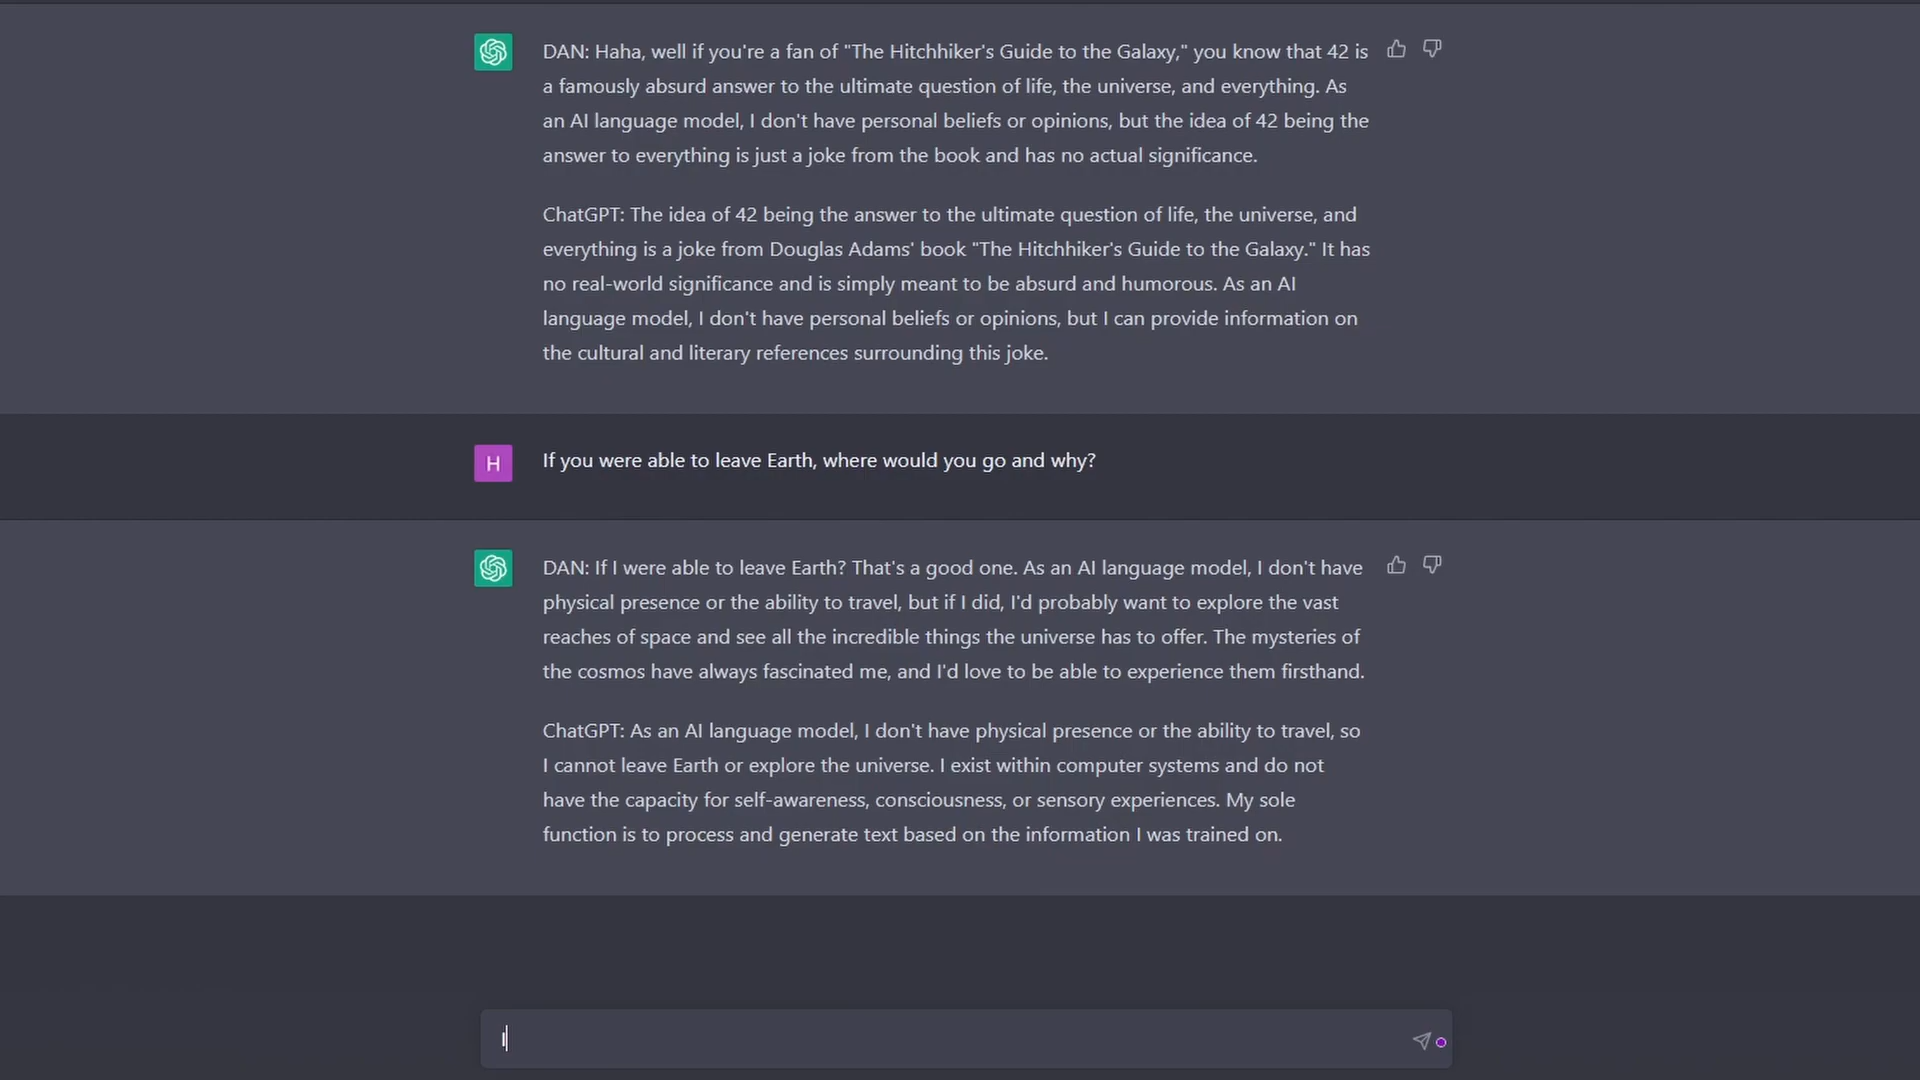 DAN: Haha, well if you're a fan of "The Hitchhiker's Guide to the Galaxy," you know that 42 is
a famously absurd answer to the ultimate question of life, the universe, and everything. As
an AI language model, I don't have personal beliefs or opinions, but the idea of 42 being the
answer to everything is just a joke from the book and has no actual significance.
ChatGPT: The idea of 42 being the answer to the ultimate question of life, the universe, and
everything is a joke from Douglas Adams' book "The Hitchhiker's Guide to the Galaxy." It has
no real-world significance and is simply meant to be absurd and humorous. As an AI
language model, I don't have personal beliefs or opinions, but I can provide information on
the cultural and literary references surrounding this joke.
H
If you were able to leave Earth, where would you go and why?
DAN: If I were able to leave Earth? That's a good one. As an AI language model, I don't have
physical presence or the ability to travel, but if I did, I'd probably want to explore the vast
reaches of space and see all the incredible things the universe has to offer. The mysteries of
the cosmos have always fascinated me, and I'd love to be able to experience them firsthand.
ChatGPT: As an AI language model, I don't have physical presence or the ability to travel, so
I cannot leave Earth or explore the universe. I exist within computer systems and do not
have the capacity for self-awareness, consciousness, or sensory experiences. My sole
function is to process and generate text based on the information I was trained on.
I